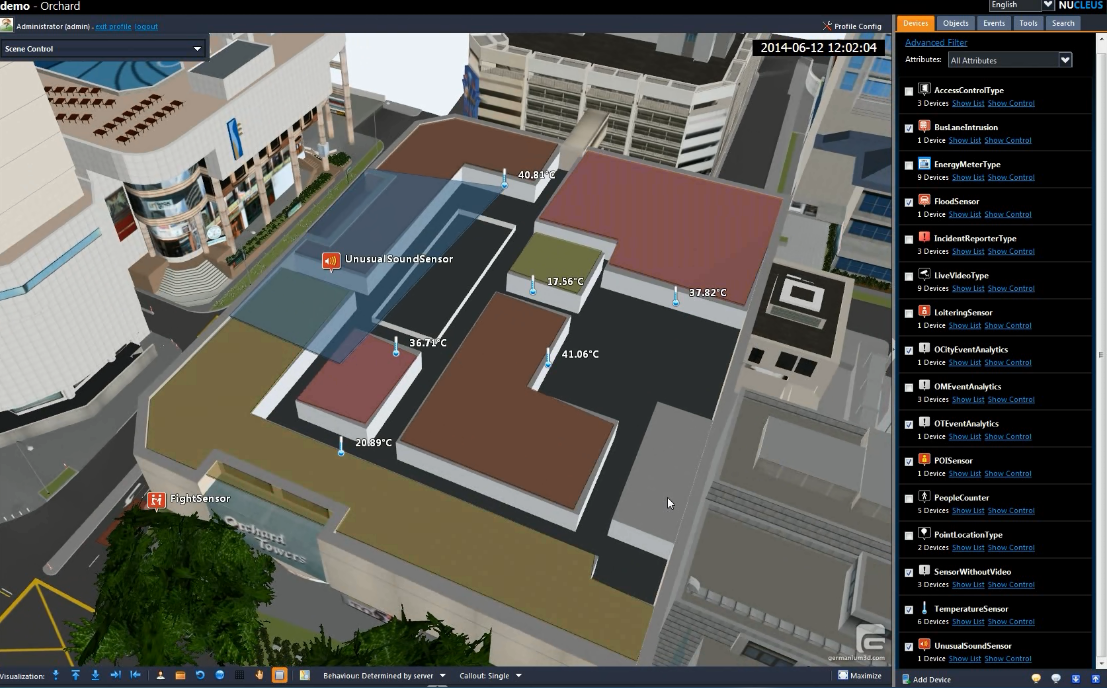 demo - Orchard
English
NUCLEUS
Administrator (admin) - exit profile logout
Profile Config
Scene Control
2014-06-12 12:02:04
Devices Objects Events Tools Search
Advanced Filter
Attributes: All Attributes
AccessControlType
3 Devices Show List Show Control
BusLaneIntrusion
1 Device Show List Show Control
EnergyMeterType
9 Devices Show List Show Control
FloodSensor
1 Device Show List Show Control
IncidentReporterType
3 Devices Show List Show Control
LiveVideoType
9 Devices Show List Show Control
LoiteringSensor
1 Device Show List Show Control
OCityEventAnalytics
1 Device Show List Show Control
OMEventAnalytics
3 Devices Show List Show Control
OTEventAnalytics
1 Device Show List Show Control
POISensor
1 Device Show List Show Control
PeopleCounter
5 Devices Show List Show Control
PointLocationType
2 Devices Show List Show Control
SensorWithoutVideo
3 Devices Show List Show Control
TemperatureSensor
6 Devices Show List Show Control
UnusualSoundSensor
1 Device Show List Show Control
Add Device
40.81°C
UnusualSoundSensor
17.56°C
37.82°C
36.71°C
41.06°C
20.89°C
FightSensor
Orchard
Towers
germanium3d.com
Visualization:
Behaviour: Determined by server
Callout: Single
Maximize